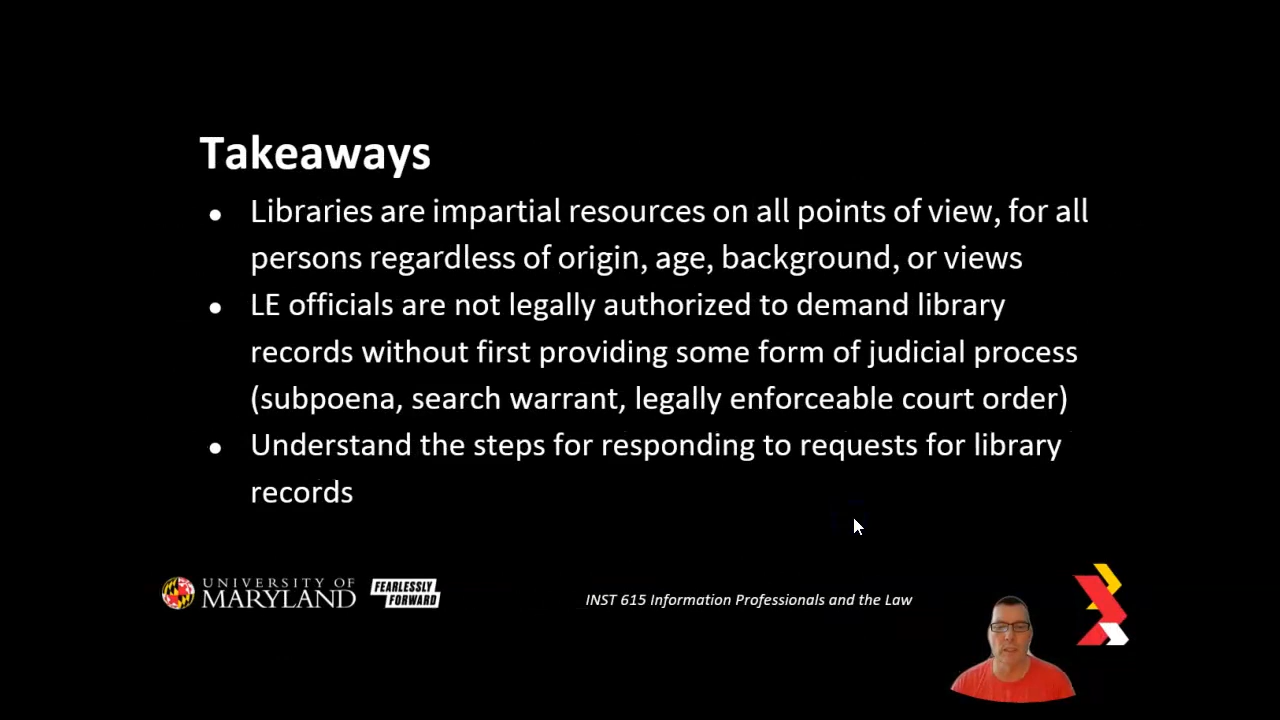 Takeaways
● Libraries are impartial resources on all points of view, for all
persons regardless of origin, age, background, or views
● LE officials are not legally authorized to demand library
records without first providing some form of judicial process
(subpoena, search warrant, legally enforceable court order)
● Understand the steps for responding to requests for library
records
UNIVERSITY OF
MARYLAND
FEARLESSLY
FORWARD
INST 615 Information Professionals and the Law